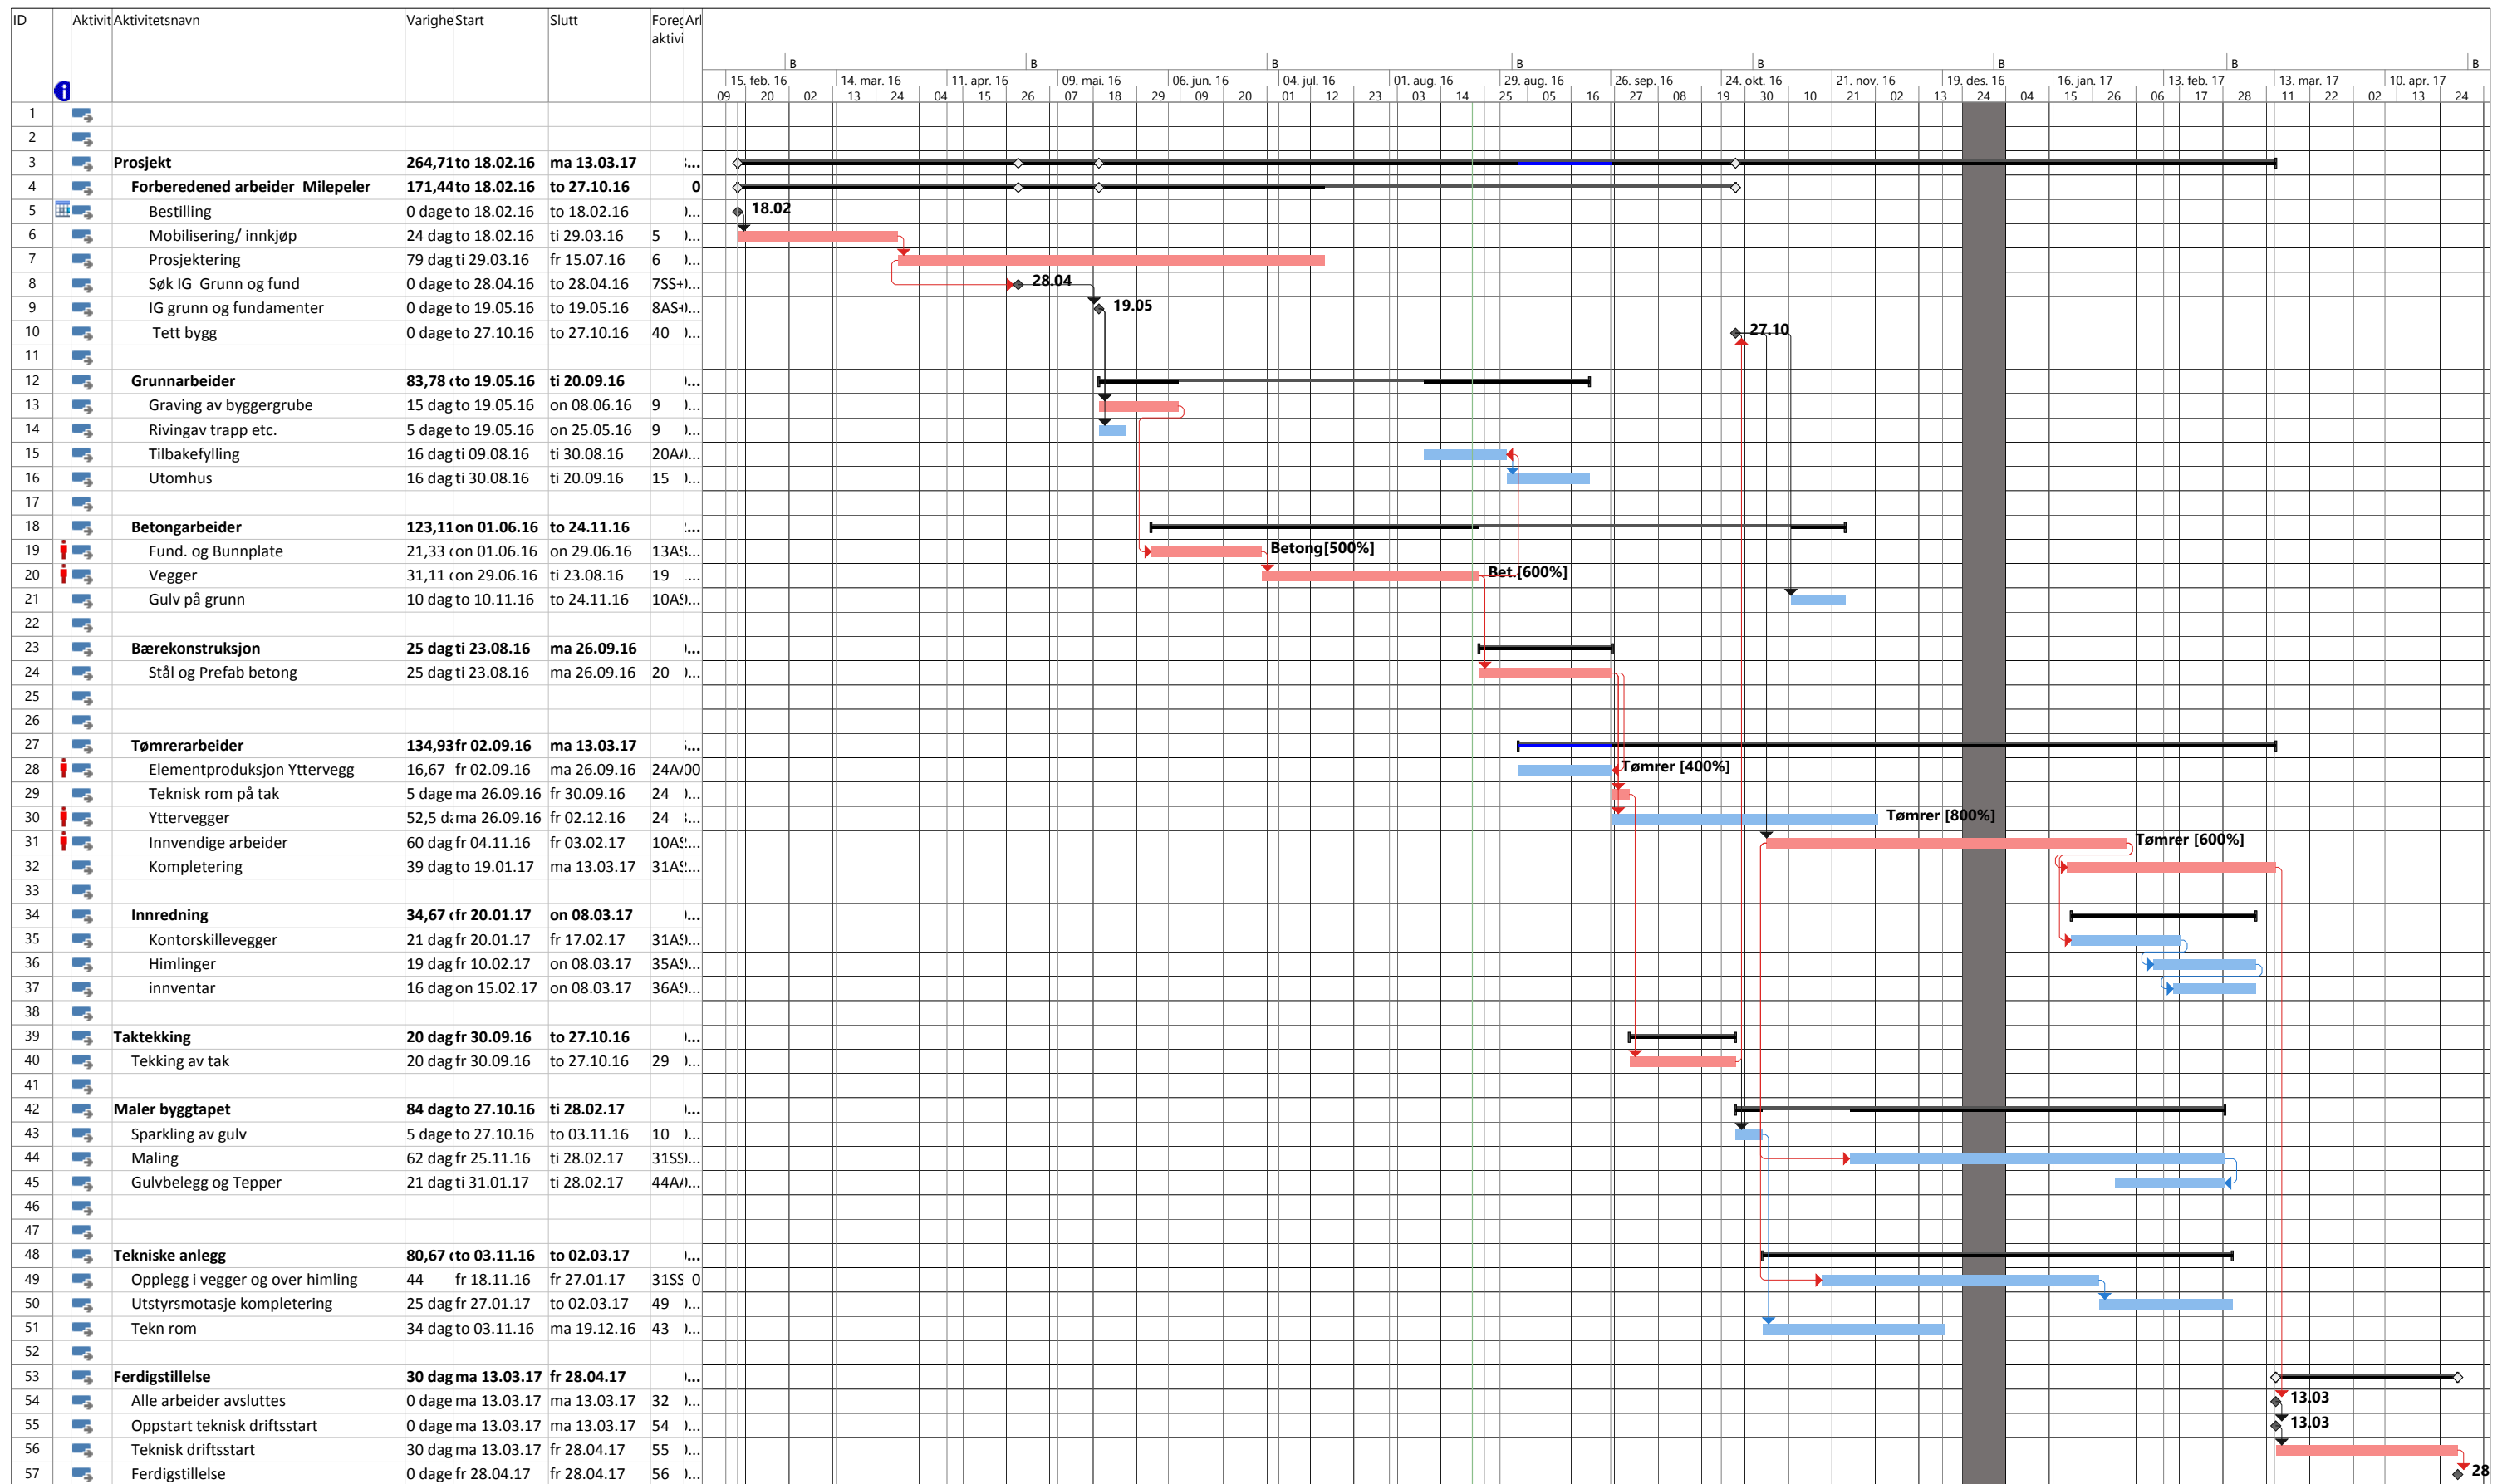 ID Aktivit Aktivitetsnavn Varighe Start Slutt Foreg Arl
aktivi
B B B B B B B B
15. feb. 16 14. mar. 16 11. apr. 16 09. mai. 16 06. jun. 16 04. jul. 16 01. aug. 16 29. aug. 16 26. sep. 16 24. okt. 16 21. nov. 16 19. des. 16 16. jan. 17 13. feb. 17 13. mar. 17 10. apr. 17
09 20 02 13 24 04 15 26 07 18 29 09 20 01 12 23 03 14 25 05 16 27 08 19 30 10 21 02 13 24 04 15 26 06 17 28 11 22 02 13 24
1
2
3 Prosjekt 264,71 to 18.02.16 ma 13.03.17
4 Forberedened arbeider Milepeler 171,44 to 18.02.16 to 27.10.16 0
5 Bestilling 0 dage to 18.02.16 to 18.02.16 18.02
6 Mobilisering/ innkjøp 24 dag to 18.02.16 ti 29.03.16 5
7 Prosjektering 79 dag ti 29.03.16 fr 15.07.16 6
8 Søk IG Grunn og fund 0 dage to 28.04.16 to 28.04.16 7SS+ 28.04
9 IG grunn og fundamenter 0 dage to 19.05.16 to 19.05.16 8AS+ 19.05
10 Tett bygg 0 dage to 27.10.16 to 27.10.16 40 27.10
11
12 Grunnarbeider 83,78 to 19.05.16 ti 20.09.16
13 Graving av byggergrube 15 dag to 19.05.16 on 08.06.16 9
14 Rivingav trapp etc. 5 dage to 19.05.16 on 25.05.16 9
15 Tilbakefylling 16 dag ti 09.08.16 ti 30.08.16 20A
16 Utomhus 16 dag ti 30.08.16 ti 20.09.16 15
17
18 Betongarbeider 123,11 on 01.06.16 to 24.11.16
19 Fund. og Bunnplate 21,33 on 01.06.16 on 29.06.16 13AS Betong[500%]
20 Vegger 31,11 on 29.06.16 ti 23.08.16 19 Bet.[600%]
21 Gulv på grunn 10 dag to 10.11.16 to 24.11.16 10AS
22
23 Bærekonstruksjon 25 dag ti 23.08.16 ma 26.09.16
24 Stål og Prefab betong 25 dag ti 23.08.16 ma 26.09.16 20
25
26
27 Tømrerarbeider 134,93 fr 02.09.16 ma 13.03.17
28 Elementproduksjon Yttervegg 16,67 fr 02.09.16 ma 26.09.16 24A 00 Tømrer [400%]
29 Teknisk rom på tak 5 dage ma 26.09.16 fr 30.09.16 24
30 Yttervegger 52,5 da ma 26.09.16 fr 02.12.16 24 Tømrer [800%]
31 Innvendige arbeider 60 dag fr 04.11.16 fr 03.02.17 10AS Tømrer [600%]
32 Kompletering 39 dag to 19.01.17 ma 13.03.17 31AS
33
34 Innredning 34,67 fr 20.01.17 on 08.03.17
35 Kontorskillevegger 21 dag fr 20.01.17 fr 17.02.17 31AS
36 Himlinger 19 dag fr 10.02.17 on 08.03.17 35AS
37 innventar 16 dag on 15.02.17 on 08.03.17 36AS
38
39 Taktekking 20 dag fr 30.09.16 to 27.10.16
40 Tekking av tak 20 dag fr 30.09.16 to 27.10.16 29
41
42 Maler byggtapet 84 dag to 27.10.16 ti 28.02.17
43 Sparkling av gulv 5 dage to 27.10.16 to 03.11.16 10
44 Maling 62 dag fr 25.11.16 ti 28.02.17 31SS
45 Gulvbelegg og Tepper 21 dag ti 31.01.17 ti 28.02.17 44A
46
47
48 Tekniske anlegg 80,67 to 03.11.16 to 02.03.17
49 Opplegg i vegger og over himling 44 fr 18.11.16 fr 27.01.17 31SS 0
50 Utstyrsmotasje kompletering 25 dag fr 27.01.17 to 02.03.17 49
51 Tekn rom 34 dag to 03.11.16 ma 19.12.16 43
52
53 Ferdigstillelse 30 dag ma 13.03.17 fr 28.04.17
54 Alle arbeider avsluttes 0 dage ma 13.03.17 ma 13.03.17 32 13.03
55 Oppstart teknisk driftsstart 0 dage ma 13.03.17 ma 13.03.17 54 13.03
56 Teknisk driftsstart 30 dag ma 13.03.17 fr 28.04.17 55
57 Ferdigstillelse 0 dage fr 28.04.17 fr 28.04.17 56 28